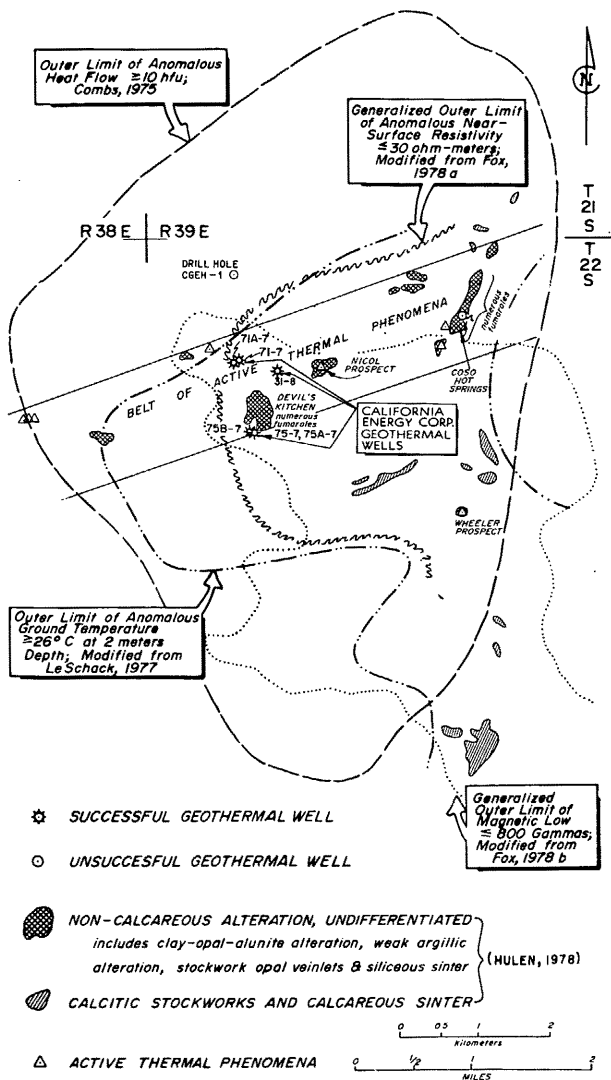 Outer Limit of Anomalous
Heat Flow ≥10 hfu;
Combs, 1975
Generalized Outer Limit
of Anomalous Near-
Surface Resistivity
≤30 ohm-meters;
Modified from Fox,
1978 a
N
T
21
S
T
22
S
R 38 E
R 39 E
DRILL HOLE
CGEH-1
numerous
fumaroles
BELT OF ACTIVE THERMAL PHENOMENA
71A-7
71-7
31-8
NICOL
PROSPECT
COSO
HOT
SPRINGS
DEVIL'S
KITCHEN
numerous
fumaroles
75B-7
75-7, 75A-7
CALIFORNIA
ENERGY CORP.
GEOTHERMAL
WELLS
WHEELER
PROSPECT
Outer Limit of Anomalous
Ground Temperature
≥26° C at 2 meters
Depth; Modified from
LeSchack, 1977
Generalized
Outer Limit of
Magnetic Low
≤ 800 Gammas;
Modified from
Fox, 1978 b
SUCCESSFUL GEOTHERMAL WELL
UNSUCCESFUL GEOTHERMAL WELL
NON-CALCAREOUS ALTERATION, UNDIFFERENTIATED
includes clay-opal-alunite alteration, weak argillic
alteration, stockwork opal veinlets & siliceous sinter
(HULEN, 1978)
CALCITIC STOCKWORKS AND CALCAREOUS SINTER
ACTIVE THERMAL PHENOMENA
0 0.5 1 2
Kilometers
0 1/2 1 2
MILES